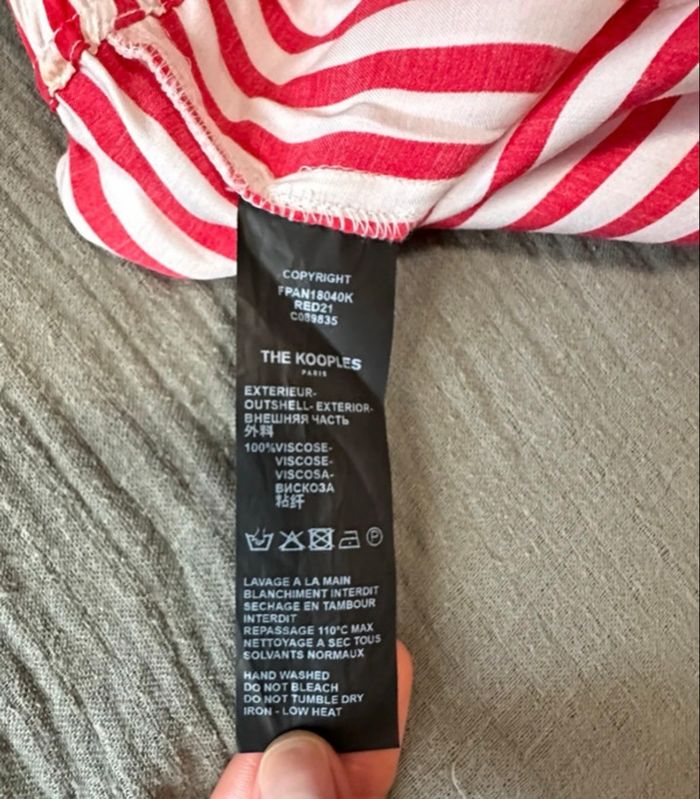 COPYRIGHT
FPAN18040K
RED21
C089835
THE KOOPLES
PARIS
EXTERIEUR-
OUTSHELL- EXTERIOR-
ВНЕШНЯЯ ЧАСТЬ
外料
100%VISCOSE-
VISCOSE-
VISCOSA-
ВИСКОЗА
粘纤
P
LAVAGE A LA MAIN
BLANCHIMENT INTERDIT
SECHAGE EN TAMBOUR
INTERDIT
REPASSAGE 110°C MAX
NETTOYAGE A SEC TOUS
SOLVANTS NORMAUX
HAND WASHED
DO NOT BLEACH
DO NOT TUMBLE DRY
IRON - LOW HEAT